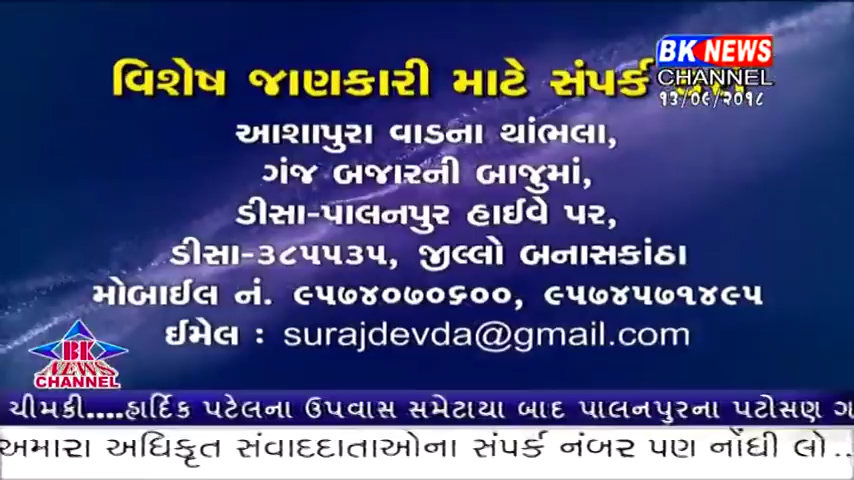 વિશેષ જાણકારી માટે સંપર્ક
BK NEWS
CHANNEL
૧૩/૦૯/૨૦૧૮
આશાપુરા વાડના થાંભલા,
ગંજ બજારની બાજુમાં,
ડીસા-પાલનપુર હાઈવે પર,
ડીસા-૩૮૫૫૩૫, જીલ્લો બનાસકાંઠા
મોબાઈલ નં. ૯૫૭૪૦૭૦૬૦૦, ૯૫૭૪૫૭૧૪૯૫
ઈમેલ : surajdevda@gmail.com
BK
NEWS
CHANNEL
ચીમકી....હાર્દિક પટેલના ઉપવાસ સમેટાયા બાદ પાલનપુરના પટોસણ ગ
અમારા અધિકૃત સંવાદદાતાઓના સંપર્ક નંબર પણ નોંધી લો..